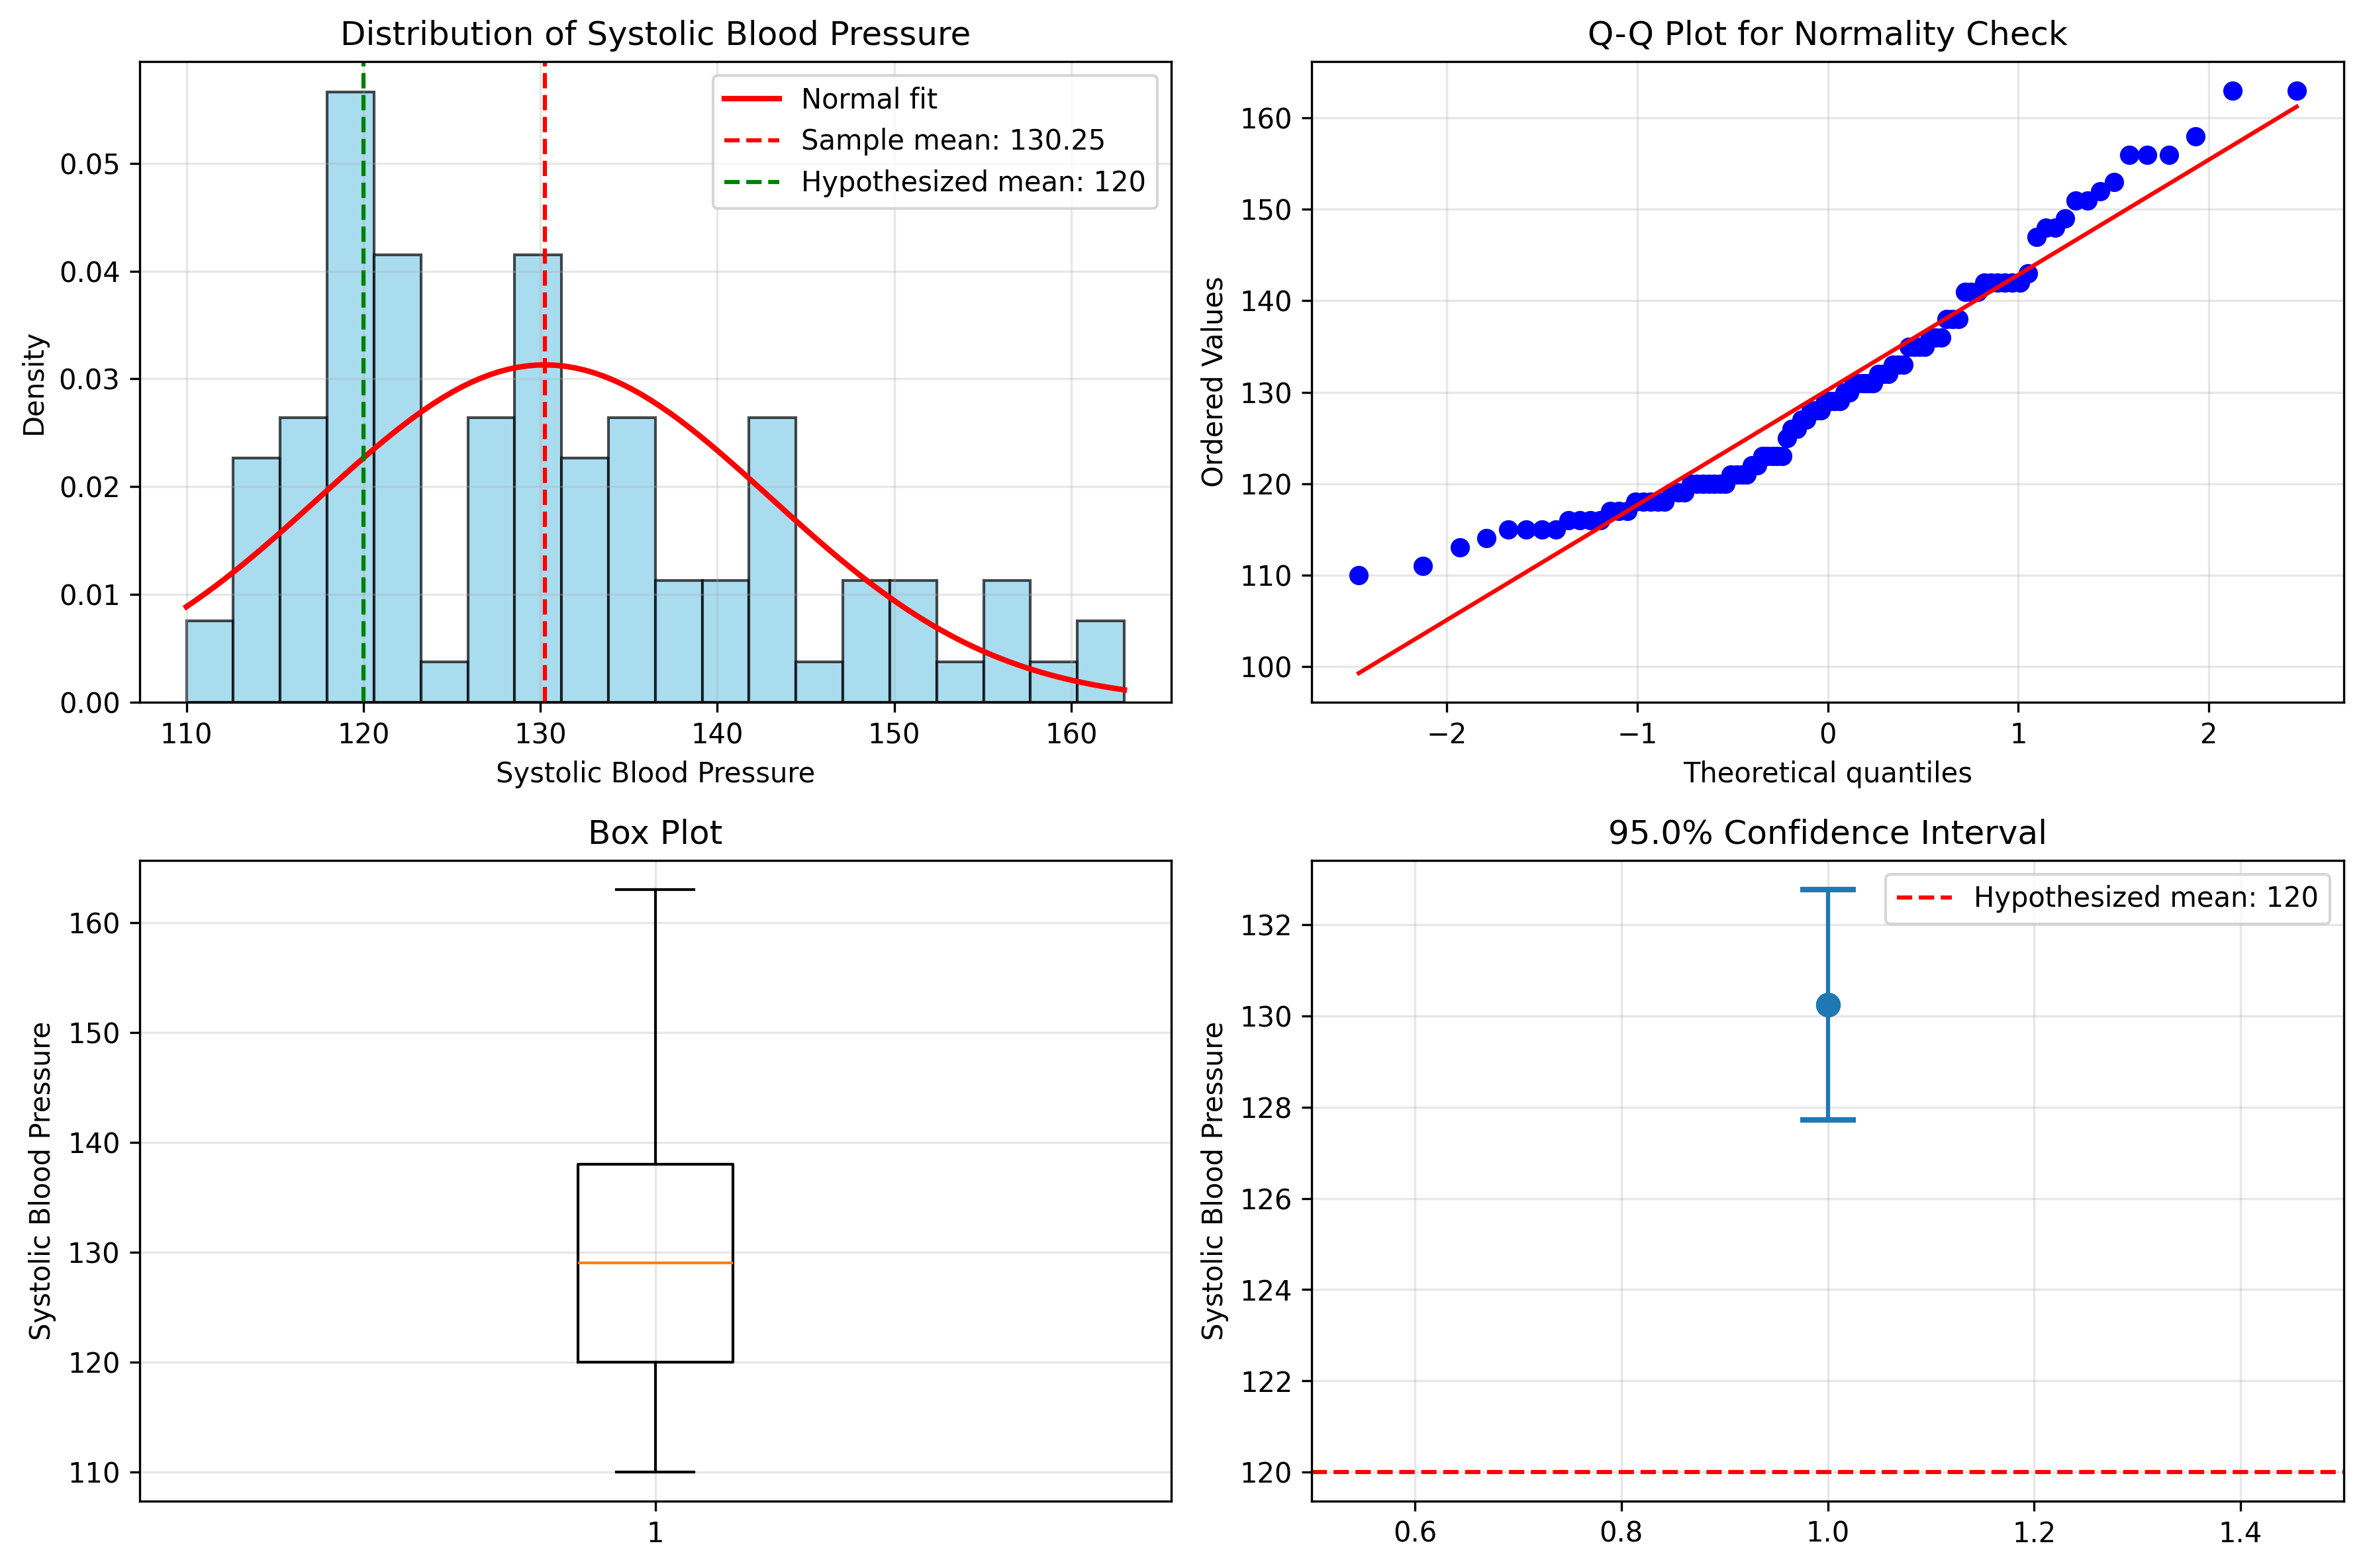 Distribution of Systolic Blood Pressure
Normal fit
Sample mean: 130.25
Hypothesized mean: 120
0.05
0.04
0.03
0.02
0.01
0.00
Density
110 120 130 140 150 160
Systolic Blood Pressure
Q-Q Plot for Normality Check
160
150
140
130
120
110
100
Ordered Values
−2 −1 0 1 2
Theoretical quantiles
Box Plot
160
150
140
130
120
110
Systolic Blood Pressure
1
95.0% Confidence Interval
Hypothesized mean: 120
132
130
128
126
124
122
120
Systolic Blood Pressure
0.6 0.8 1.0 1.2 1.4